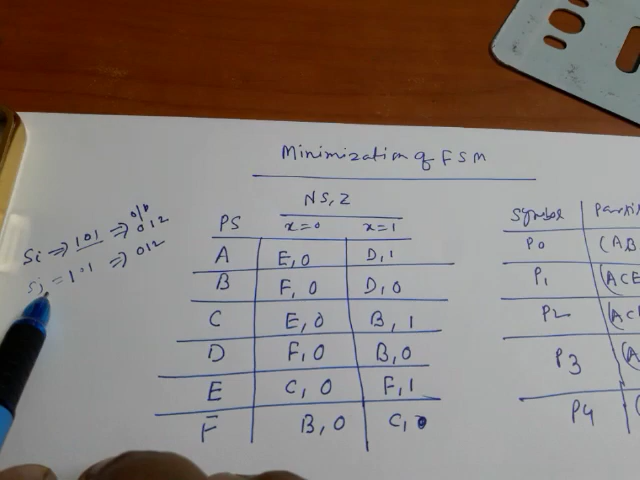 Minimization of FSM
NS, Z
PS x=0 x=1
A E, 0 D, 1
B F, 0 D, 0
C E, 0 B, 1
D F, 0 B, 0
E C, 0 F, 1
F B, 0 C, 0
Si => 101 => 012
o/p
Sj = 101 => 012
Symbol
P0 (AB
P1 (ACE
P2 (ACE
P3 (A
P4 (